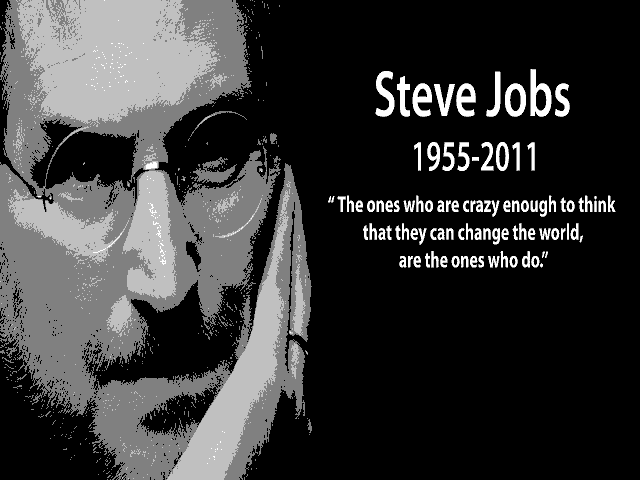 Steve Jobs
1955-2011
“ The ones who are crazy enough to think
that they can change the world,
are the ones who do.”